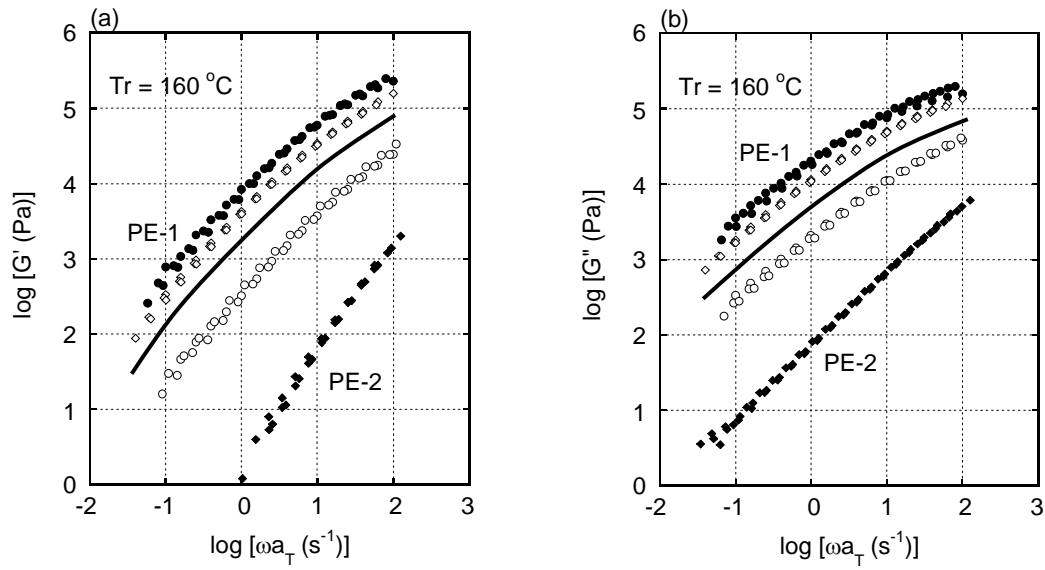 (a)
6
5
4
3
2
1
0
-2
-1
0
1
2
3
Tr = 160 °C
PE-1
PE-2
log [G' (Pa)]
log [ωa_T (s⁻¹)]
(b)
6
5
4
3
2
1
0
-2
-1
0
1
2
3
Tr = 160 °C
PE-1
PE-2
log [G" (Pa)]
log [ωa_T (s⁻¹)]